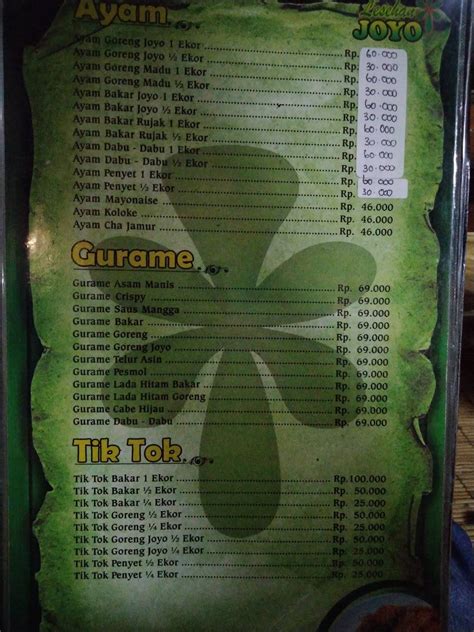 Ayam
Lesehan
JOYO
Ayam Goreng Joyo 1 Ekor Rp. 60.000
Ayam Goreng Joyo ½ Ekor Rp. 30.000
Ayam Goreng Madu 1 Ekor Rp. 60.000
Ayam Goreng Madu ½ Ekor Rp. 30.000
Ayam Bakar Joyo 1 Ekor Rp. 60.000
Ayam Bakar Joyo ½ Ekor Rp. 30.000
Ayam Bakar Rujak 1 Ekor Rp. 60.000
Ayam Bakar Rujak ½ Ekor Rp. 30.000
Ayam Dabu - Dabu 1 Ekor Rp. 60.000
Ayam Dabu - Dabu ½ Ekor Rp. 30.000
Ayam Penyet 1 Ekor Rp. 60.000
Ayam Penyet ½ Ekor Rp. 30.000
Ayam Mayonaise Rp. 46.000
Ayam Koloke Rp. 46.000
Ayam Cha Jamur Rp. 46.000
Gurame
Gurame Asam Manis Rp. 69.000
Gurame Crispy Rp. 69.000
Gurame Saus Mangga Rp. 69.000
Gurame Bakar Rp. 69.000
Gurame Goreng Rp. 69.000
Gurame Goreng Joyo Rp. 69.000
Gurame Telur Asin Rp. 69.000
Gurame Pesmol Rp. 69.000
Gurame Lada Hitam Bakar Rp. 69.000
Gurame Lada Hitam Goreng Rp. 69.000
Gurame Cabe Hijau Rp. 69.000
Gurame Dabu - Dabu Rp. 69.000
Tik Tok
Tik Tok Bakar 1 Ekor Rp.100.000
Tik Tok Bakar ½ Ekor Rp. 50.000
Tik Tok Bakar ¼ Ekor Rp. 25.000
Tik Tok Goreng ½ Ekor Rp. 50.000
Tik Tok Goreng ¼ Ekor Rp. 25.000
Tik Tok Goreng Joyo ½ Ekor Rp. 50.000
Tik Tok Goreng Joyo ¼ Ekor Rp. 25.000
Tik Tok Penyet ½ Ekor Rp. 50.000
Tik Tok Penyet ¼ Ekor Rp. 25.000